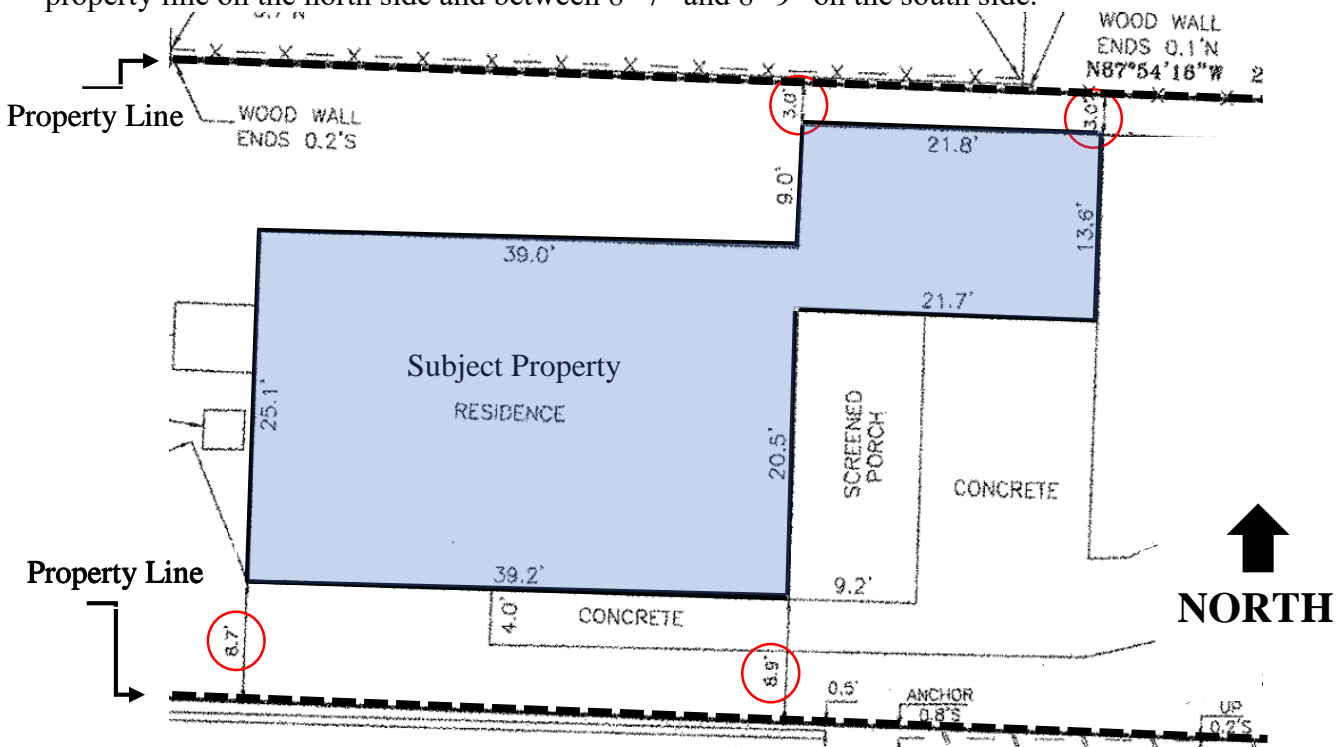 property line on the north side and between 8' 7" and 8' 9" on the south side.
WOOD WALL
ENDS 0.1'N
N87°54'16"W 2
Property Line
WOOD WALL
ENDS 0.2'S
3.0'
3.0'
21.8'
9.0'
13.6'
39.0'
21.7'
Subject Property
RESIDENCE
25.1'
20.5'
SCREENED
PORCH
CONCRETE
NORTH
Property Line
39.2'
9.2'
4.0'
CONCRETE
8.7'
8.9'
0.5'
ANCHOR
0.8'S
UP
0.2'S